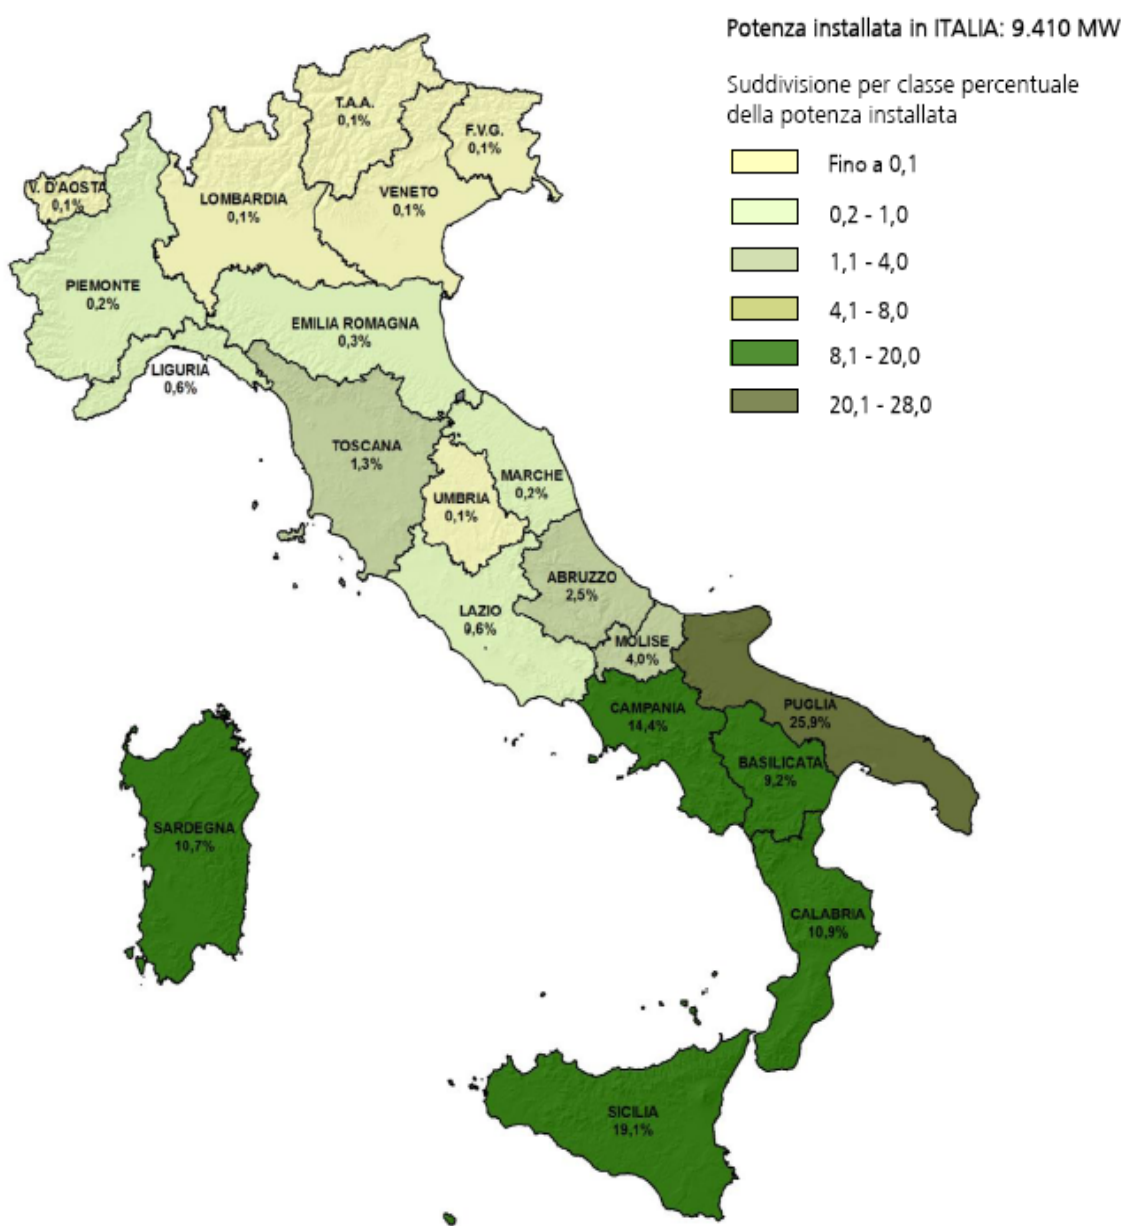 Potenza installata in ITALIA: 9.410 MW
Suddivisione per classe percentuale
della potenza installata
Fino a 0,1
0,2 - 1,0
1,1 - 4,0
4,1 - 8,0
8,1 - 20,0
20,1 - 28,0
T.A.A.
0,1%
F.V.G.
0,1%
V. D'AOSTA
0,1%
LOMBARDIA
0,1%
VENETO
0,1%
PIEMONTE
0,2%
EMILIA ROMAGNA
0,3%
LIGURIA
0,6%
TOSCANA
1,3%
MARCHE
0,2%
UMBRIA
0,1%
ABRUZZO
2,5%
LAZIO
0,6%
MOLISE
4,0%
CAMPANIA
14,4%
PUGLIA
25,9%
BASILICATA
9,2%
SARDEGNA
10,7%
CALABRIA
10,9%
SICILIA
19,1%